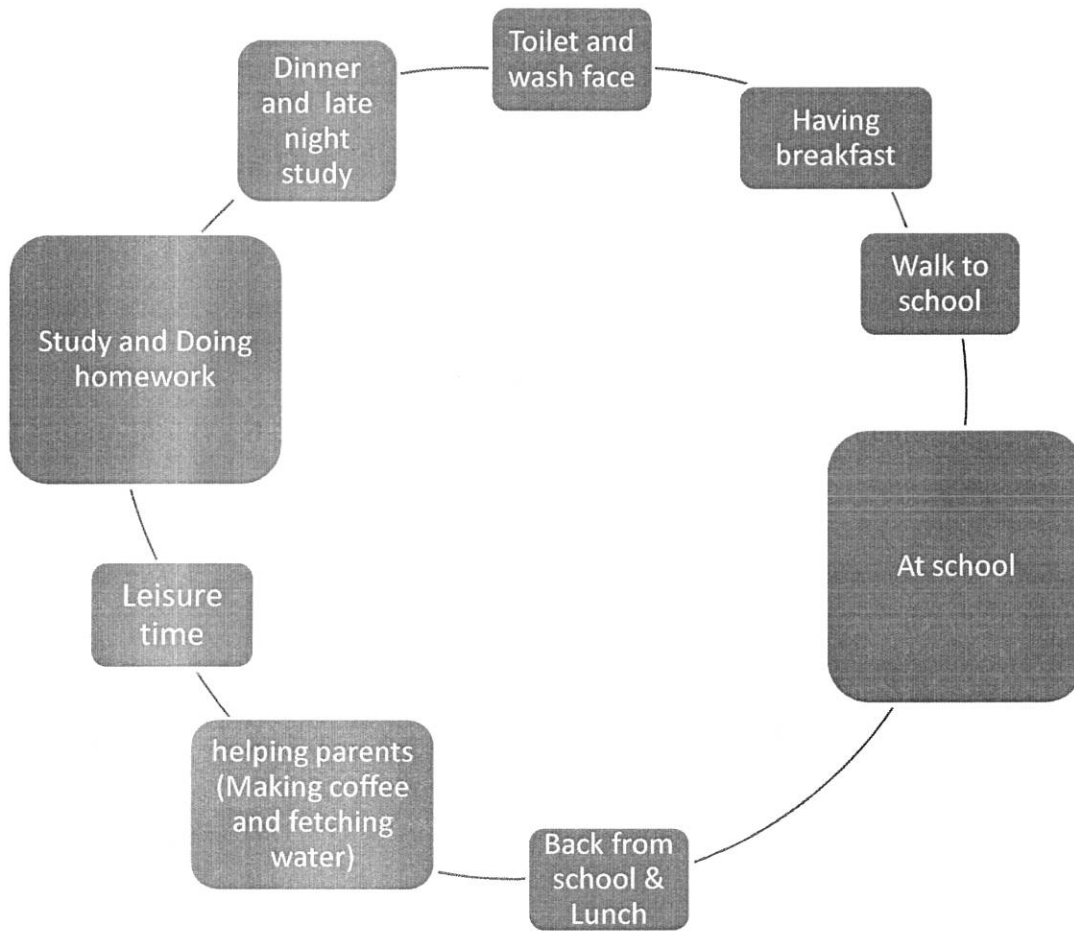 Toilet and
wash face
Having
breakfast
Walk to
school
At school
Back from
school &
Lunch
helping parents
(Making coffee
and fetching
water)
Leisure
time
Study and Doing
homework
Dinner
and late
night
study